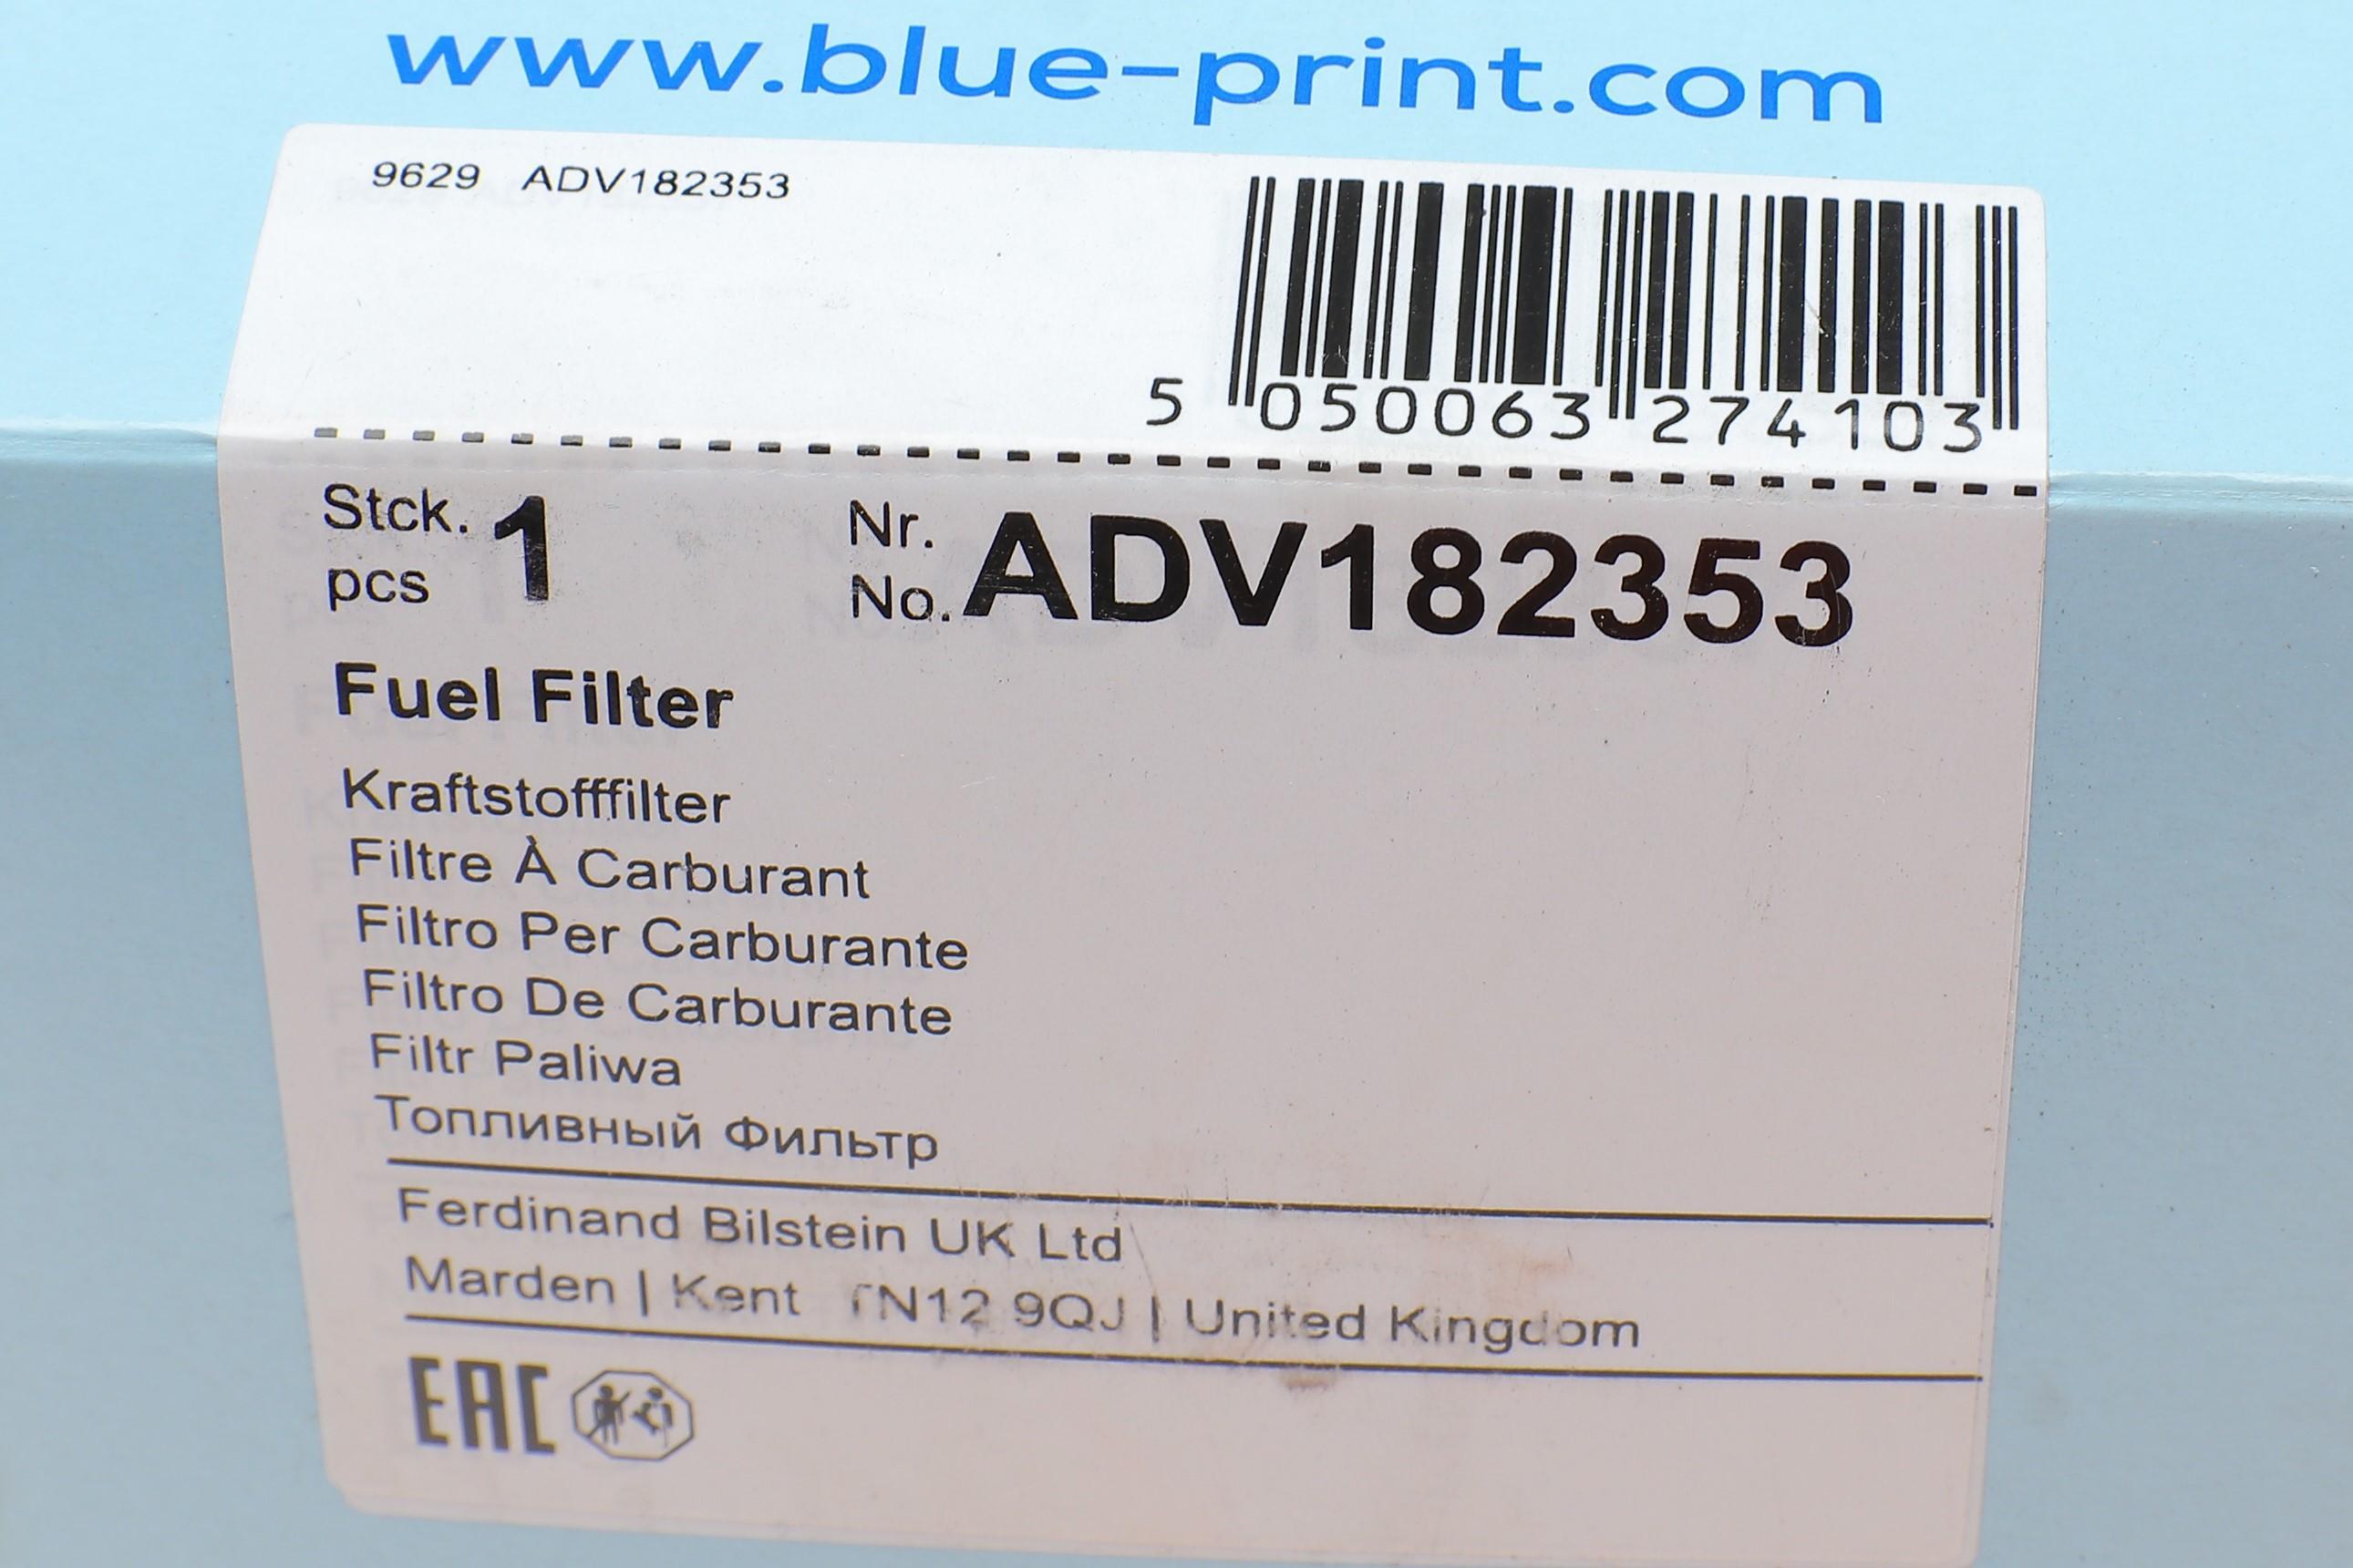 www.blue-print.com
9629 ADV182353
5 050063 274103
Stck. 1 Nr.
pcs No. ADV182353
Fuel Filter
Kraftstofffilter
Filtre À Carburant
Filtro Per Carburante
Filtro De Carburante
Filtr Paliwa
Топливный Фильтр
Ferdinand Bilstein UK Ltd
Marden | Kent TN12 9QJ | United Kingdom
EAC